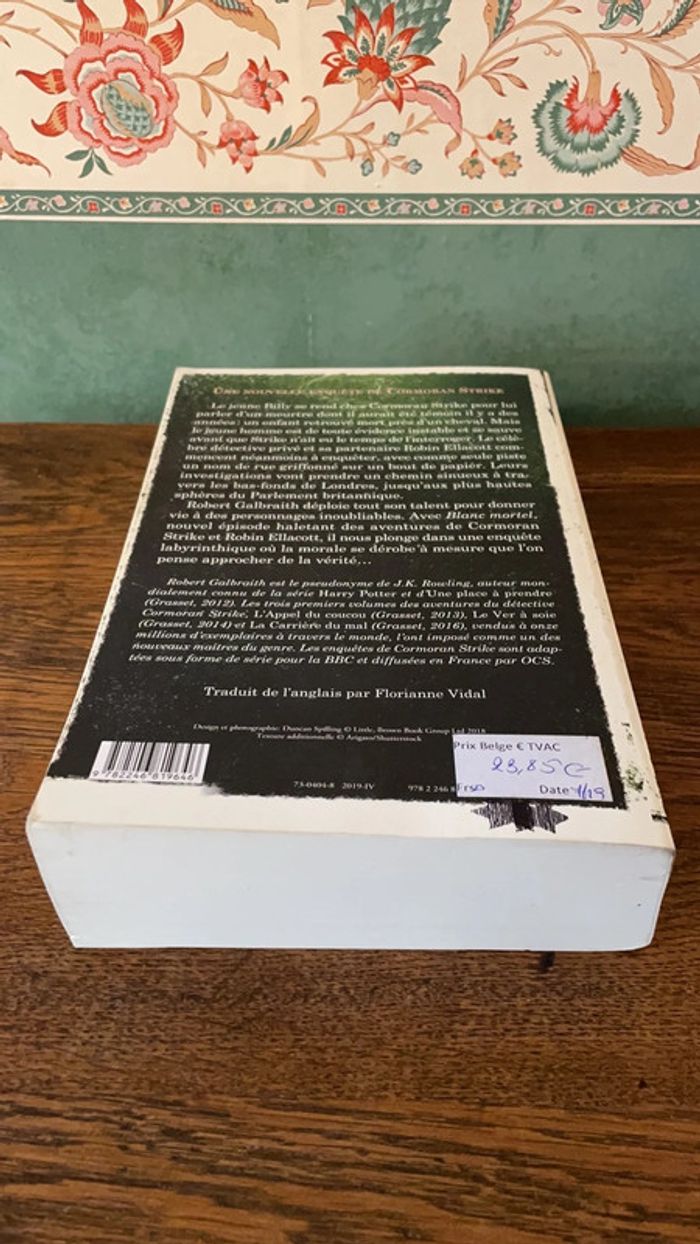 Une nouvelle enquête de Cormoran Strike
Le jeune Billy se rend chez Cormoran Strike pour lui
parler d'un meurtre dont il aurait été témoin il y a des
années : un enfant retrouvé mort près d'un cheval. Mais
le jeune homme est de toute évidence instable et se sauve
avant que Strike n'ait eu le temps de l'interroger. Le célè-
bre détective privé et sa partenaire Robin Ellacott com-
mencent néanmoins à enquêter, avec comme seule piste
un nom de rue griffonné sur un bout de papier. Leurs
investigations vont prendre un chemin sinueux à tra-
vers les bas-fonds de Londres, jusqu'aux plus hautes
sphères du Parlement britannique.
Robert Galbraith déploie tout son talent pour donner
vie à des personnages inoubliables. Avec Blanc mortel,
nouvel épisode haletant des aventures de Cormoran
Strike et Robin Ellacott, il nous plonge dans une enquête
labyrinthique où la morale se dérobe à mesure que l'on
pense approcher de la vérité...
Robert Galbraith est le pseudonyme de J.K. Rowling, auteur mon-
dialement connu de la série Harry Potter et d'Une place à prendre
(Grasset, 2012). Les trois premiers volumes des aventures du détective
Cormoran Strike, L'Appel du coucou (Grasset, 2013), Le Ver à soie
(Grasset, 2014) et La Carrière du mal (Grasset, 2016), vendus à onze
millions d'exemplaires à travers le monde, l'ont imposé comme un des
nouveaux maîtres du genre. Les enquêtes de Cormoran Strike sont adap-
tées sous forme de série pour la BBC et diffusées en France par OCS.
Traduit de l'anglais par Florianne Vidal
Design et photographie: Duncan Spilling © Little, Brown Book Group Ltd 2018
Texture additionnelle © Arigato/Shutterstock
9 782246 819646
73-0404-8 2019-IV
978 2 246 8
Prix Belge € TVAC
23,85 €
Date 4/19